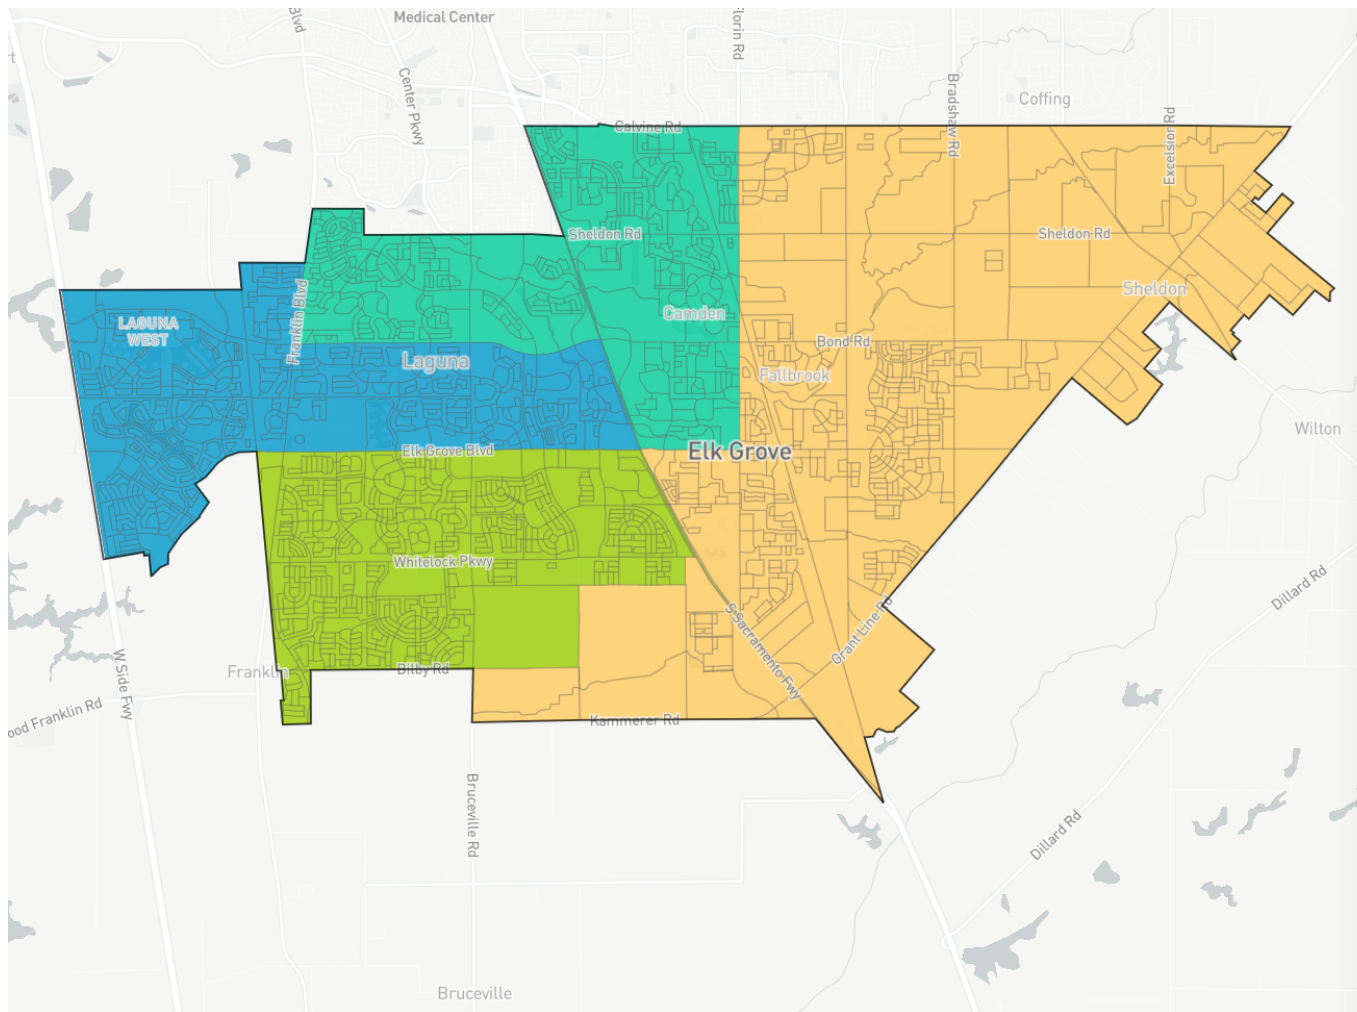 Medical Center
Blvd
Center Pkwy
Florin Rd
Bradshaw Rd
Coffing
Excelsior Rd
Calvine Rd
Sheldon Rd
Sheldon Rd
Sheldon
Camden
LAGUNA
WEST
Franklin Blvd
Laguna
Bond Rd
Fallbrook
Wilton
Elk Grove Blvd
Elk Grove
Whitelock Pkwy
Dillard Rd
S Sacramento Fwy
Grant Line Rd
Franklin
Bilby Rd
W Side Fwy
ood Franklin Rd
Kammerer Rd
Bruceville Rd
Dillard Rd
Bruceville